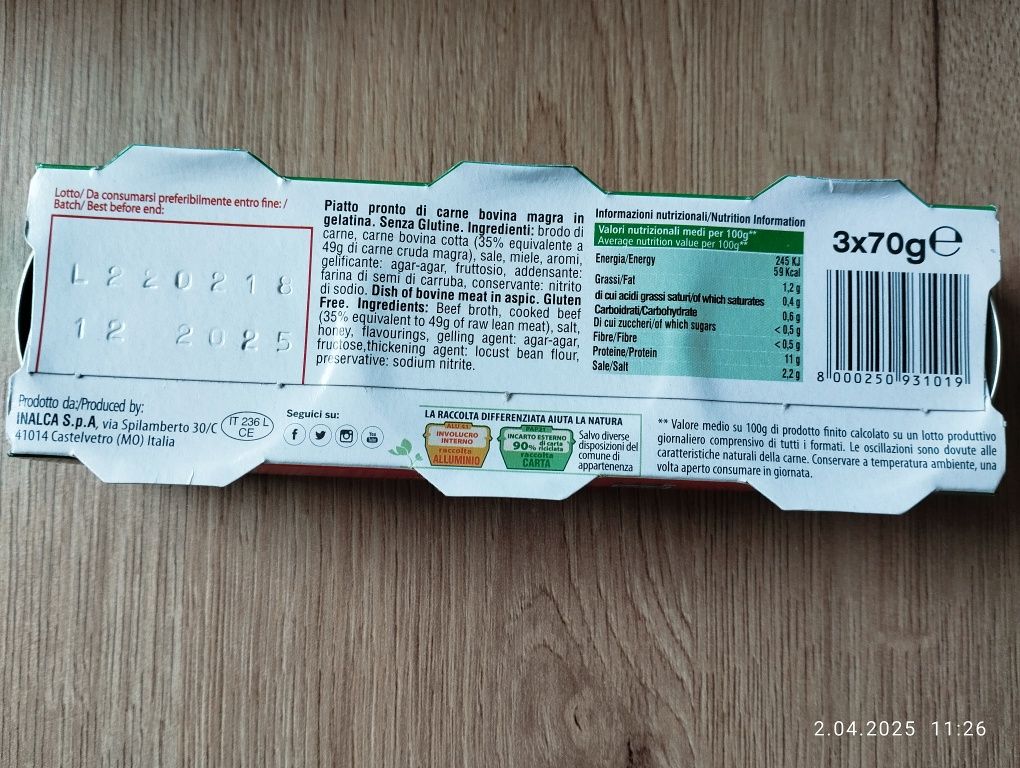 Lotto/ Da consumarsi preferibilmente entro fine: /
Batch/ Best before end:
L220218
12 2025
Piatto pronto di carne bovina magra in
gelatina. Senza Glutine. Ingredienti: brodo di
carne, carne bovina cotta (35% equivalente a
49g di carne cruda magra), sale, miele, aromi,
gelificante: agar-agar, fruttosio, addensante:
farina di semi di carruba, conservante: nitrito
di sodio. Dish of bovine meat in aspic. Gluten
Free. Ingredients: Beef broth, cooked beef
(35% equivalent to 49g of raw lean meat), salt,
honey, flavourings, gelling agent: agar-agar,
fructose,thickening agent: locust bean flour,
preservative: sodium nitrite.
Informazioni nutrizionali/Nutrition Information
Valori nutrizionali medi per 100g**
Average nutrition value per 100g**
Energia/Energy 245 KJ
59 Kcal
Grassi/Fat 1,2 g
di cui acidi grassi saturi/of which saturates 0,4 g
Carboidrati/Carbohydrate 0,6 g
Di cui zuccheri/of which sugars < 0,5 g
Fibre/Fibre < 0,5 g
Proteine/Protein 11 g
Sale/Salt 2,2 g
3x70g℮
8 000250 931019
Prodotto da:/Produced by:
INALCA S.p.A, via Spilamberto 30/C
41014 Castelvetro (MO) Italia
IT 236 L
CE
Seguici su:
You
Tube
LA RACCOLTA DIFFERENZIATA AIUTA LA NATURA
ALU 41
INVOLUCRO
INTERNO
raccolta
ALLUMINIO
PAP21
INCARTO ESTERNO
90% di carta
riciclata
raccolta
CARTA
Salvo diverse
disposizioni del
comune di
appartenenza
** Valore medio su 100g di prodotto finito calcolato su un lotto produttivo
giornaliero comprensivo di tutti i formati. Le oscillazioni sono dovute alle
caratteristiche naturali della carne. Conservare a temperatura ambiente, una
volta aperto consumare in giornata.
2.04.2025 11:26